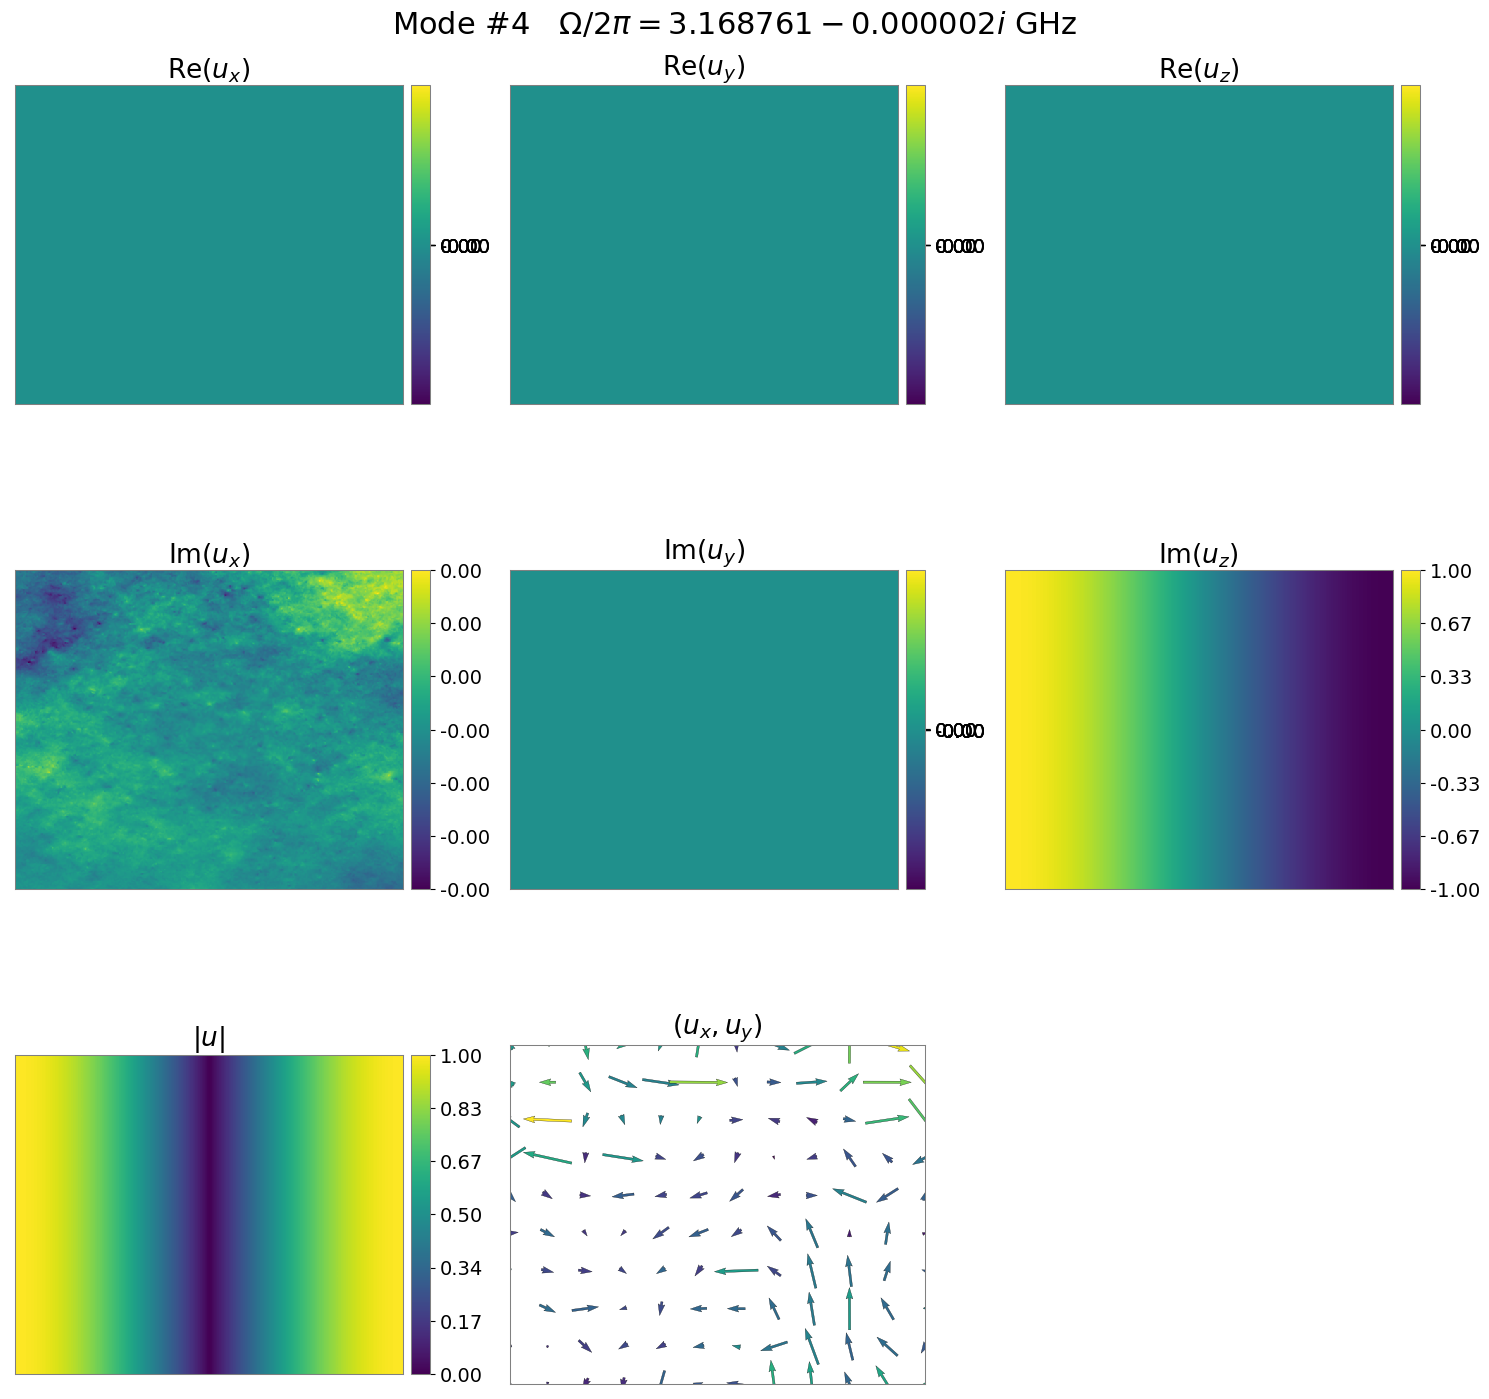 Mode #4 Ω/2π = 3.168761 − 0.000002i GHz
Re(u_x)
Re(u_y)
Re(u_z)
Im(u_x)
0.00
0.00
0.00
-0.00
-0.00
-0.00
-0.00
Im(u_y)
Im(u_z)
1.00
0.67
0.33
0.00
-0.33
-0.67
-1.00
|u|
1.00
0.83
0.67
0.50
0.34
0.17
0.00
(u_x, u_y)